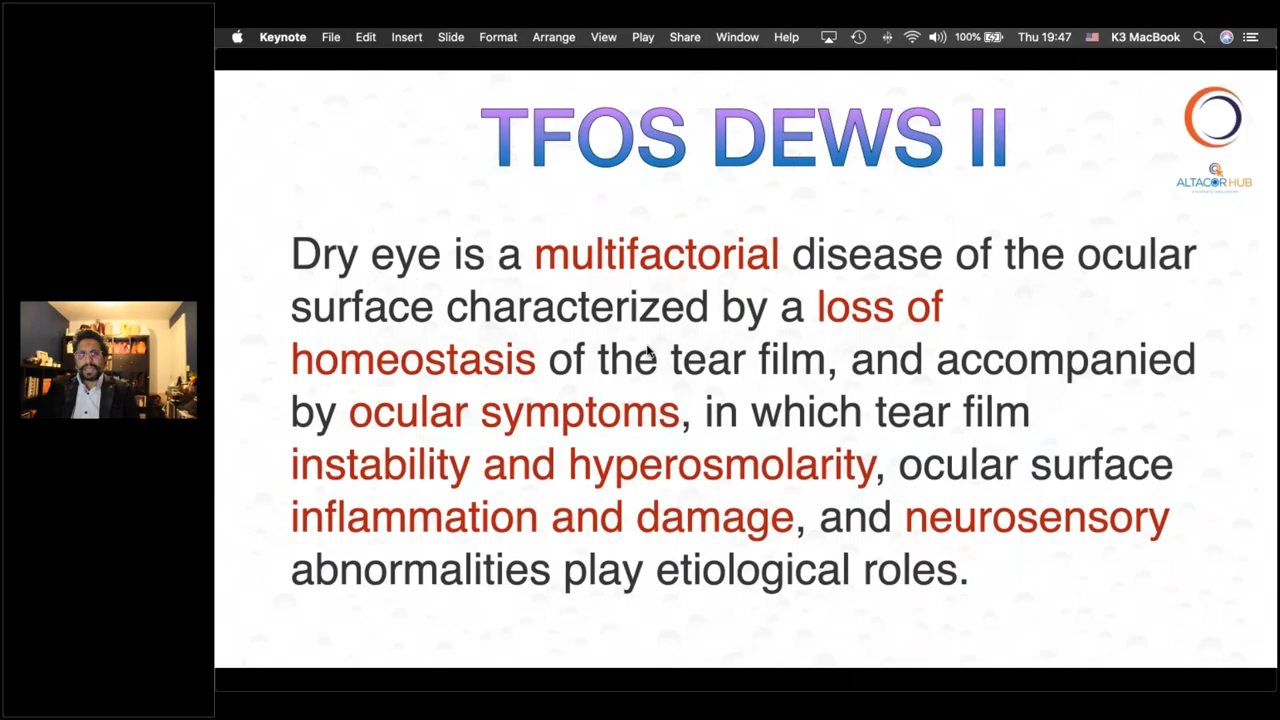 Keynote File Edit Insert Slide Format Arrange View Play Share Window Help 100% Thu 19:47 K3 MacBook
TFOS DEWS II
ALTACOR HUB
Dry eye is a multifactorial disease of the ocular
surface characterized by a loss of
homeostasis of the tear film, and accompanied
by ocular symptoms, in which tear film
instability and hyperosmolarity, ocular surface
inflammation and damage, and neurosensory
abnormalities play etiological roles.